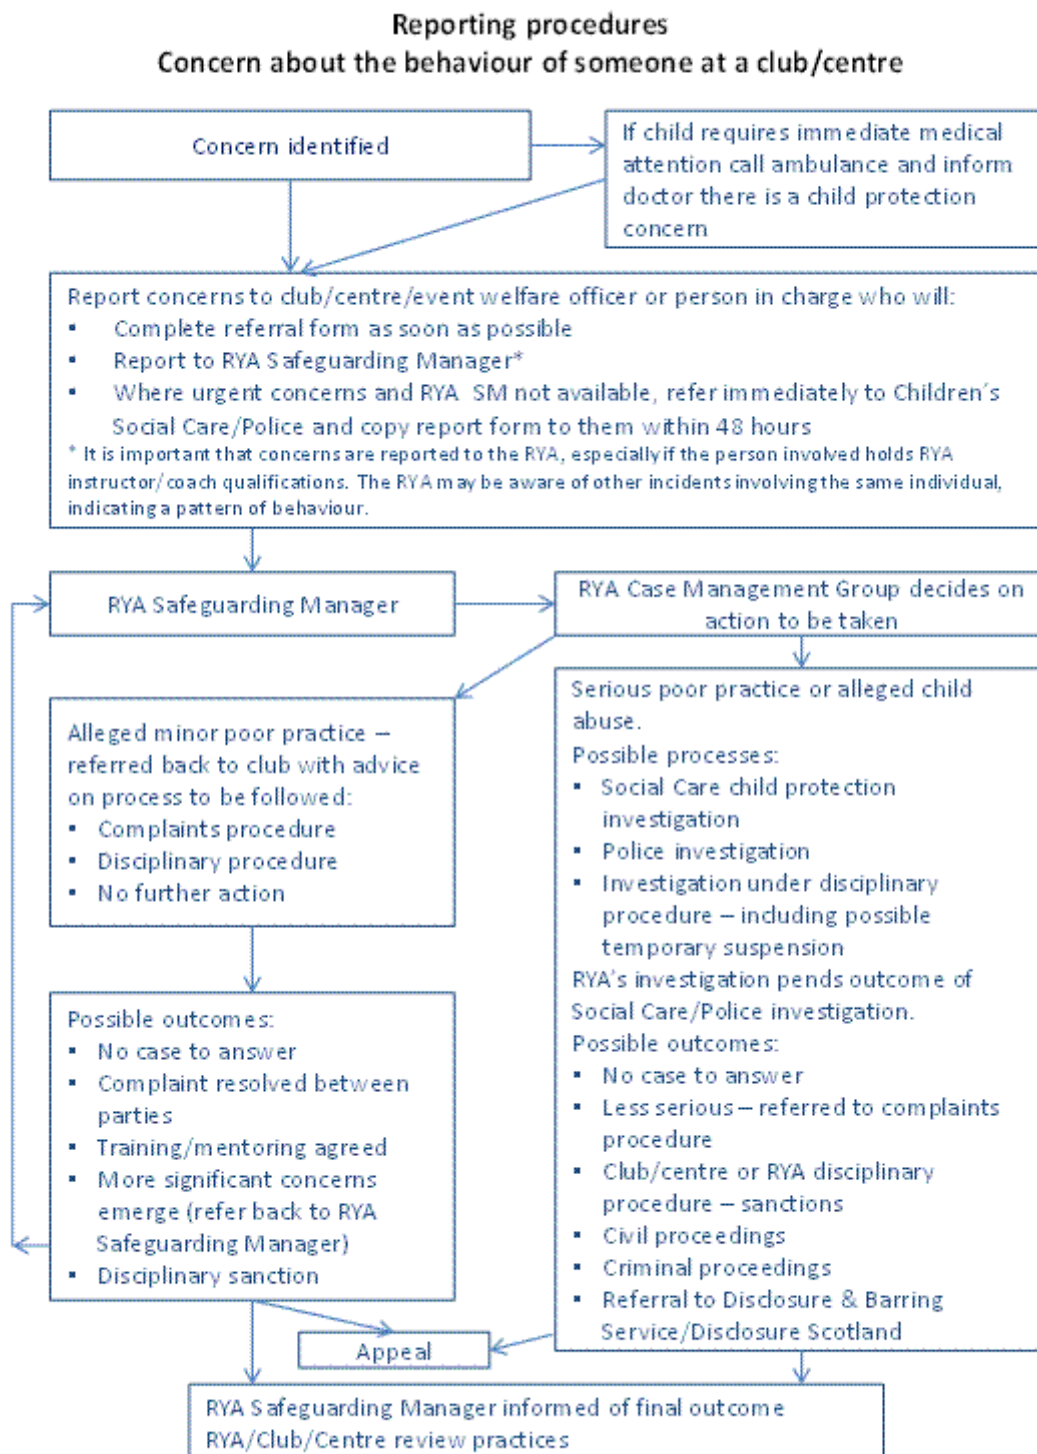 Reporting procedures
Concern about the behaviour of someone at a club/centre
Concern identified
If child requires immediate medical
attention call ambulance and inform
doctor there is a child protection
concern
Report concerns to club/centre/event welfare officer or person in charge who will:
▪ Complete referral form as soon as possible
▪ Report to RYA Safeguarding Manager*
▪ Where urgent concerns and RYA SM not available, refer immediately to Children's
Social Care/Police and copy report form to them within 48 hours
* It is important that concerns are reported to the RYA, especially if the person involved holds RYA
instructor/coach qualifications. The RYA may be aware of other incidents involving the same individual,
indicating a pattern of behaviour.
RYA Safeguarding Manager
RYA Case Management Group decides on
action to be taken
Alleged minor poor practice –
referred back to club with advice
on process to be followed:
▪ Complaints procedure
▪ Disciplinary procedure
▪ No further action
Serious poor practice or alleged child
abuse.
Possible processes:
▪ Social Care child protection
investigation
▪ Police investigation
▪ Investigation under disciplinary
procedure – including possible
temporary suspension
RYA's investigation pends outcome of
Social Care/Police investigation.
Possible outcomes:
▪ No case to answer
▪ Less serious – referred to complaints
procedure
▪ Club/centre or RYA disciplinary
procedure – sanctions
▪ Civil proceedings
▪ Criminal proceedings
▪ Referral to Disclosure & Barring
Service/Disclosure Scotland
Possible outcomes:
▪ No case to answer
▪ Complaint resolved between
parties
▪ Training/mentoring agreed
▪ More significant concerns
emerge (refer back to RYA
Safeguarding Manager)
▪ Disciplinary sanction
Appeal
RYA Safeguarding Manager informed of final outcome
RYA/Club/Centre review practices